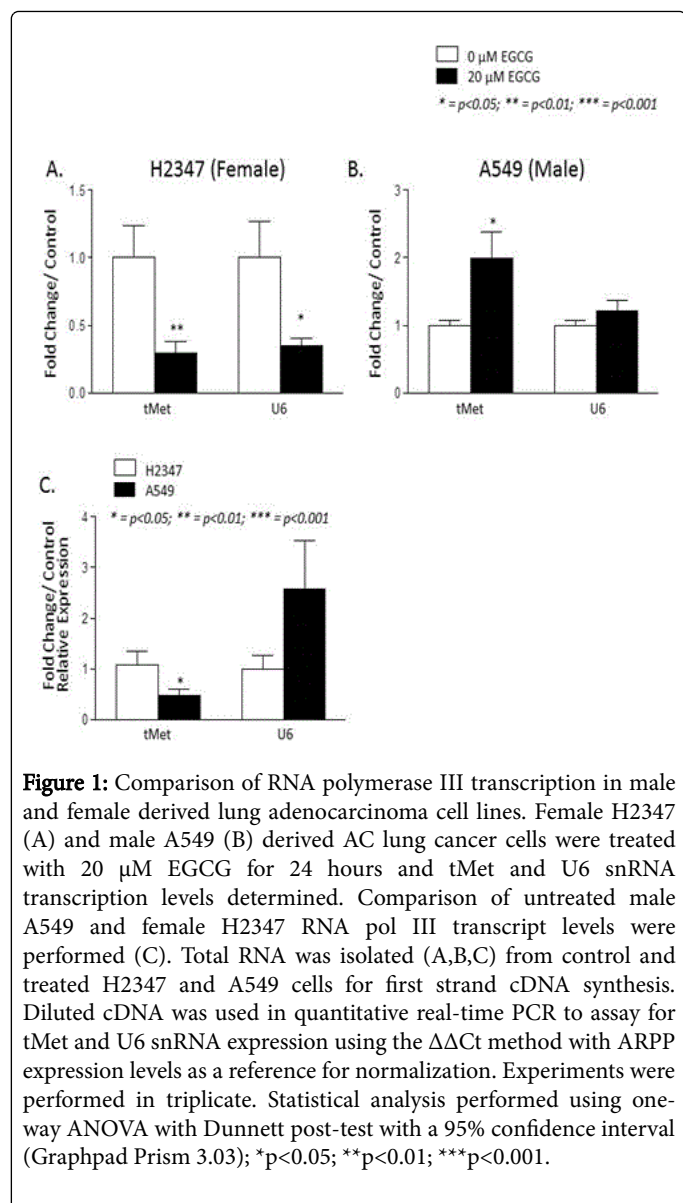 0 µM EGCG
20 µM EGCG
* = p<0.05; ** = p<0.01; *** = p<0.001
A.
H2347 (Female)
Fold Change/ Control
1.5
1.0
0.5
0.0
**
*
tMet
U6
B.
A549 (Male)
Fold Change/ Control
3
2
1
0
*
tMet
U6
H2347
A549
C.
* = p<0.05; ** = p<0.01; *** = p<0.001
Fold Change/ Control
Relative Expression
4
3
2
1
0
*
tMet
U6
Figure 1: Comparison of RNA polymerase III transcription in male
and female derived lung adenocarcinoma cell lines. Female H2347
(A) and male A549 (B) derived AC lung cancer cells were treated
with 20 µM EGCG for 24 hours and tMet and U6 snRNA
transcription levels determined. Comparison of untreated male
A549 and female H2347 RNA pol III transcript levels were
performed (C). Total RNA was isolated (A,B,C) from control and
treated H2347 and A549 cells for first strand cDNA synthesis.
Diluted cDNA was used in quantitative real-time PCR to assay for
tMet and U6 snRNA expression using the ΔΔCt method with ARPP
expression levels as a reference for normalization. Experiments were
performed in triplicate. Statistical analysis performed using one-
way ANOVA with Dunnett post-test with a 95% confidence interval
(Graphpad Prism 3.03); *p<0.05; **p<0.01; ***p<0.001.